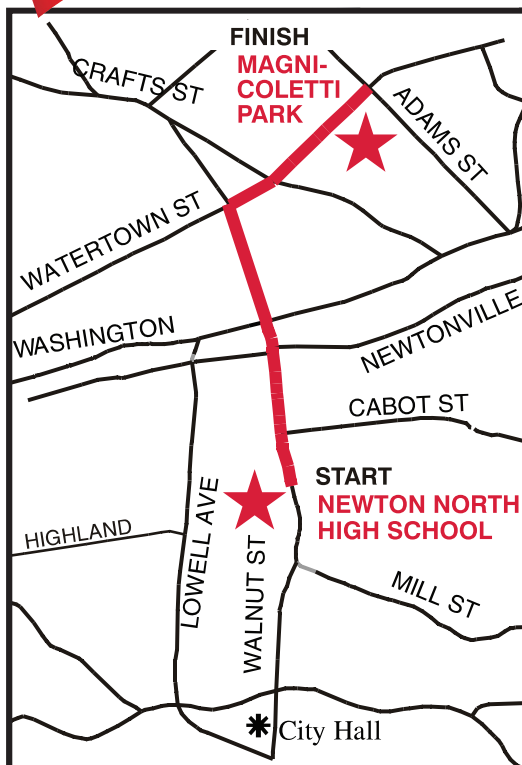 FINISH
MAGNI-
COLETTI
PARK
CRAFTS ST
ADAMS ST
WATERTOWN ST
WASHINGTON
NEWTONVILLE
CABOT ST
START
NEWTON NORTH
HIGH SCHOOL
HIGHLAND
LOWELL AVE
WALNUT ST
MILL ST
City Hall